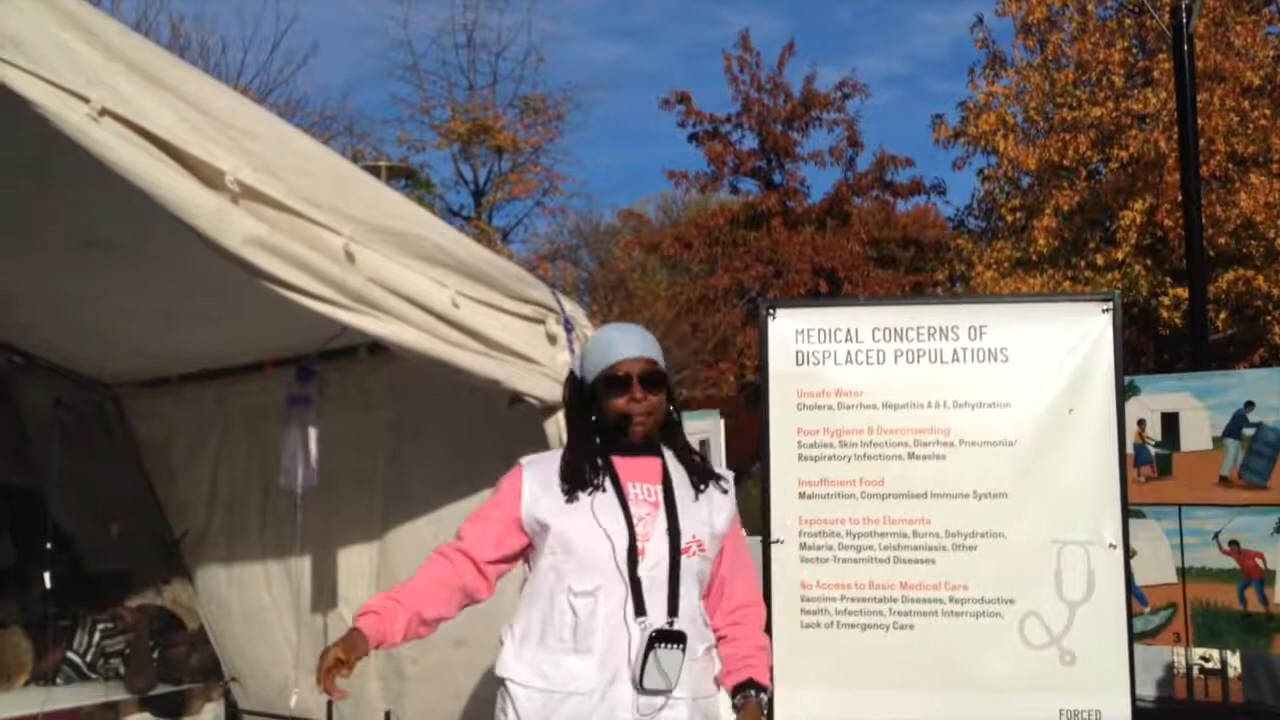 MEDICAL CONCERNS OF
DISPLACED POPULATIONS
Unsafe Water
Cholera, Diarrhea, Hepatitis A & E, Dehydration
Poor Hygiene & Overcrowding
Scabies, Skin Infections, Diarrhea, Pneumonia/
Respiratory Infections, Measles
Insufficient Food
Malnutrition, Compromised Immune System
Exposure to the Elements
Frostbite, Hypothermia, Burns, Dehydration,
Malaria, Dengue, Leishmaniasis, Other
Vector-Transmitted Diseases
No Access to Basic Medical Care
Vaccine-Preventable Diseases, Reproductive
Health, Infections, Treatment Interruption,
Lack of Emergency Care
FORCED
3